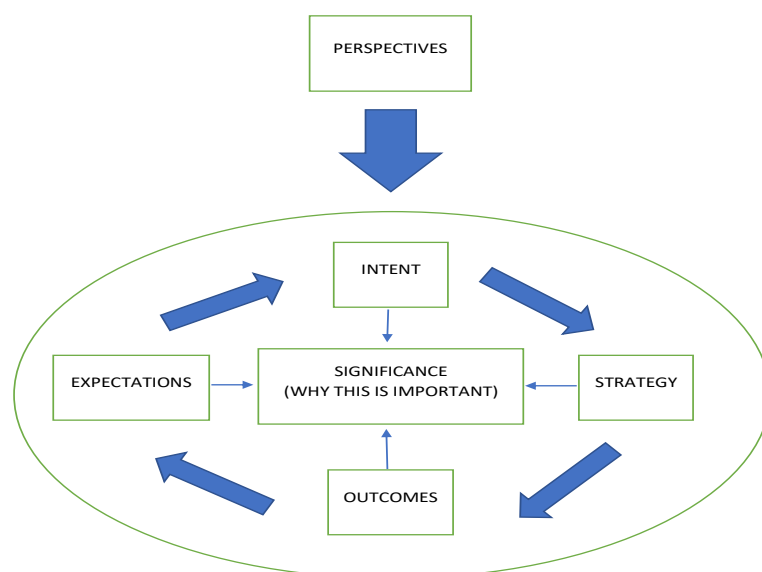 PERSPECTIVES
INTENT
EXPECTATIONS
SIGNIFICANCE
(WHY THIS IS IMPORTANT)
STRATEGY
OUTCOMES